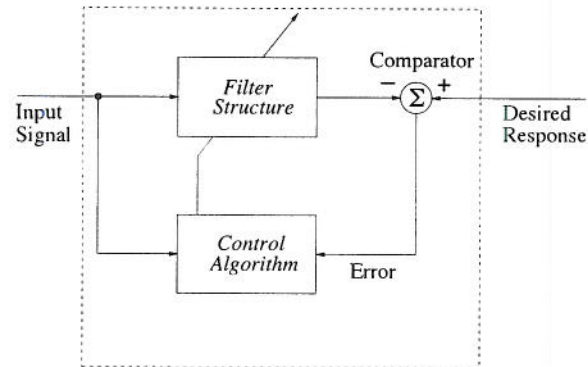 Comparator
Filter
Structure
−
+
Σ
Input
Signal
Desired
Response
Control
Algorithm
Error